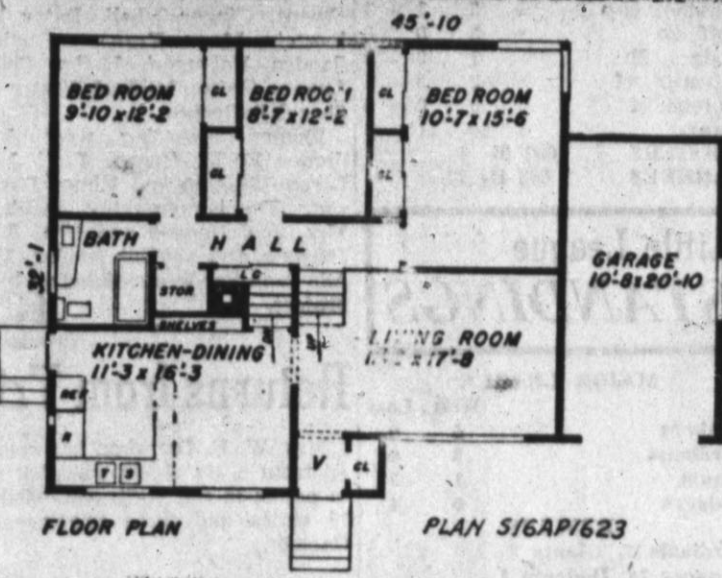 45'-10
BED ROOM
9'-10 x 12'-2
CL
CL
BED ROO
8'-7 x 12'-2
CL
CL
BED ROOM
10'-7 x 15'-6
BATH
HALL
32'-1
GARAGE
10'-8 x 20'-10
STOR
SHELVES
LIVING ROOM
x 17'-8
KITCHEN-DINING
11'-3 x 16'-3
REF
R
T S
V
CL
FLOOR PLAN
PLAN S16AP1623